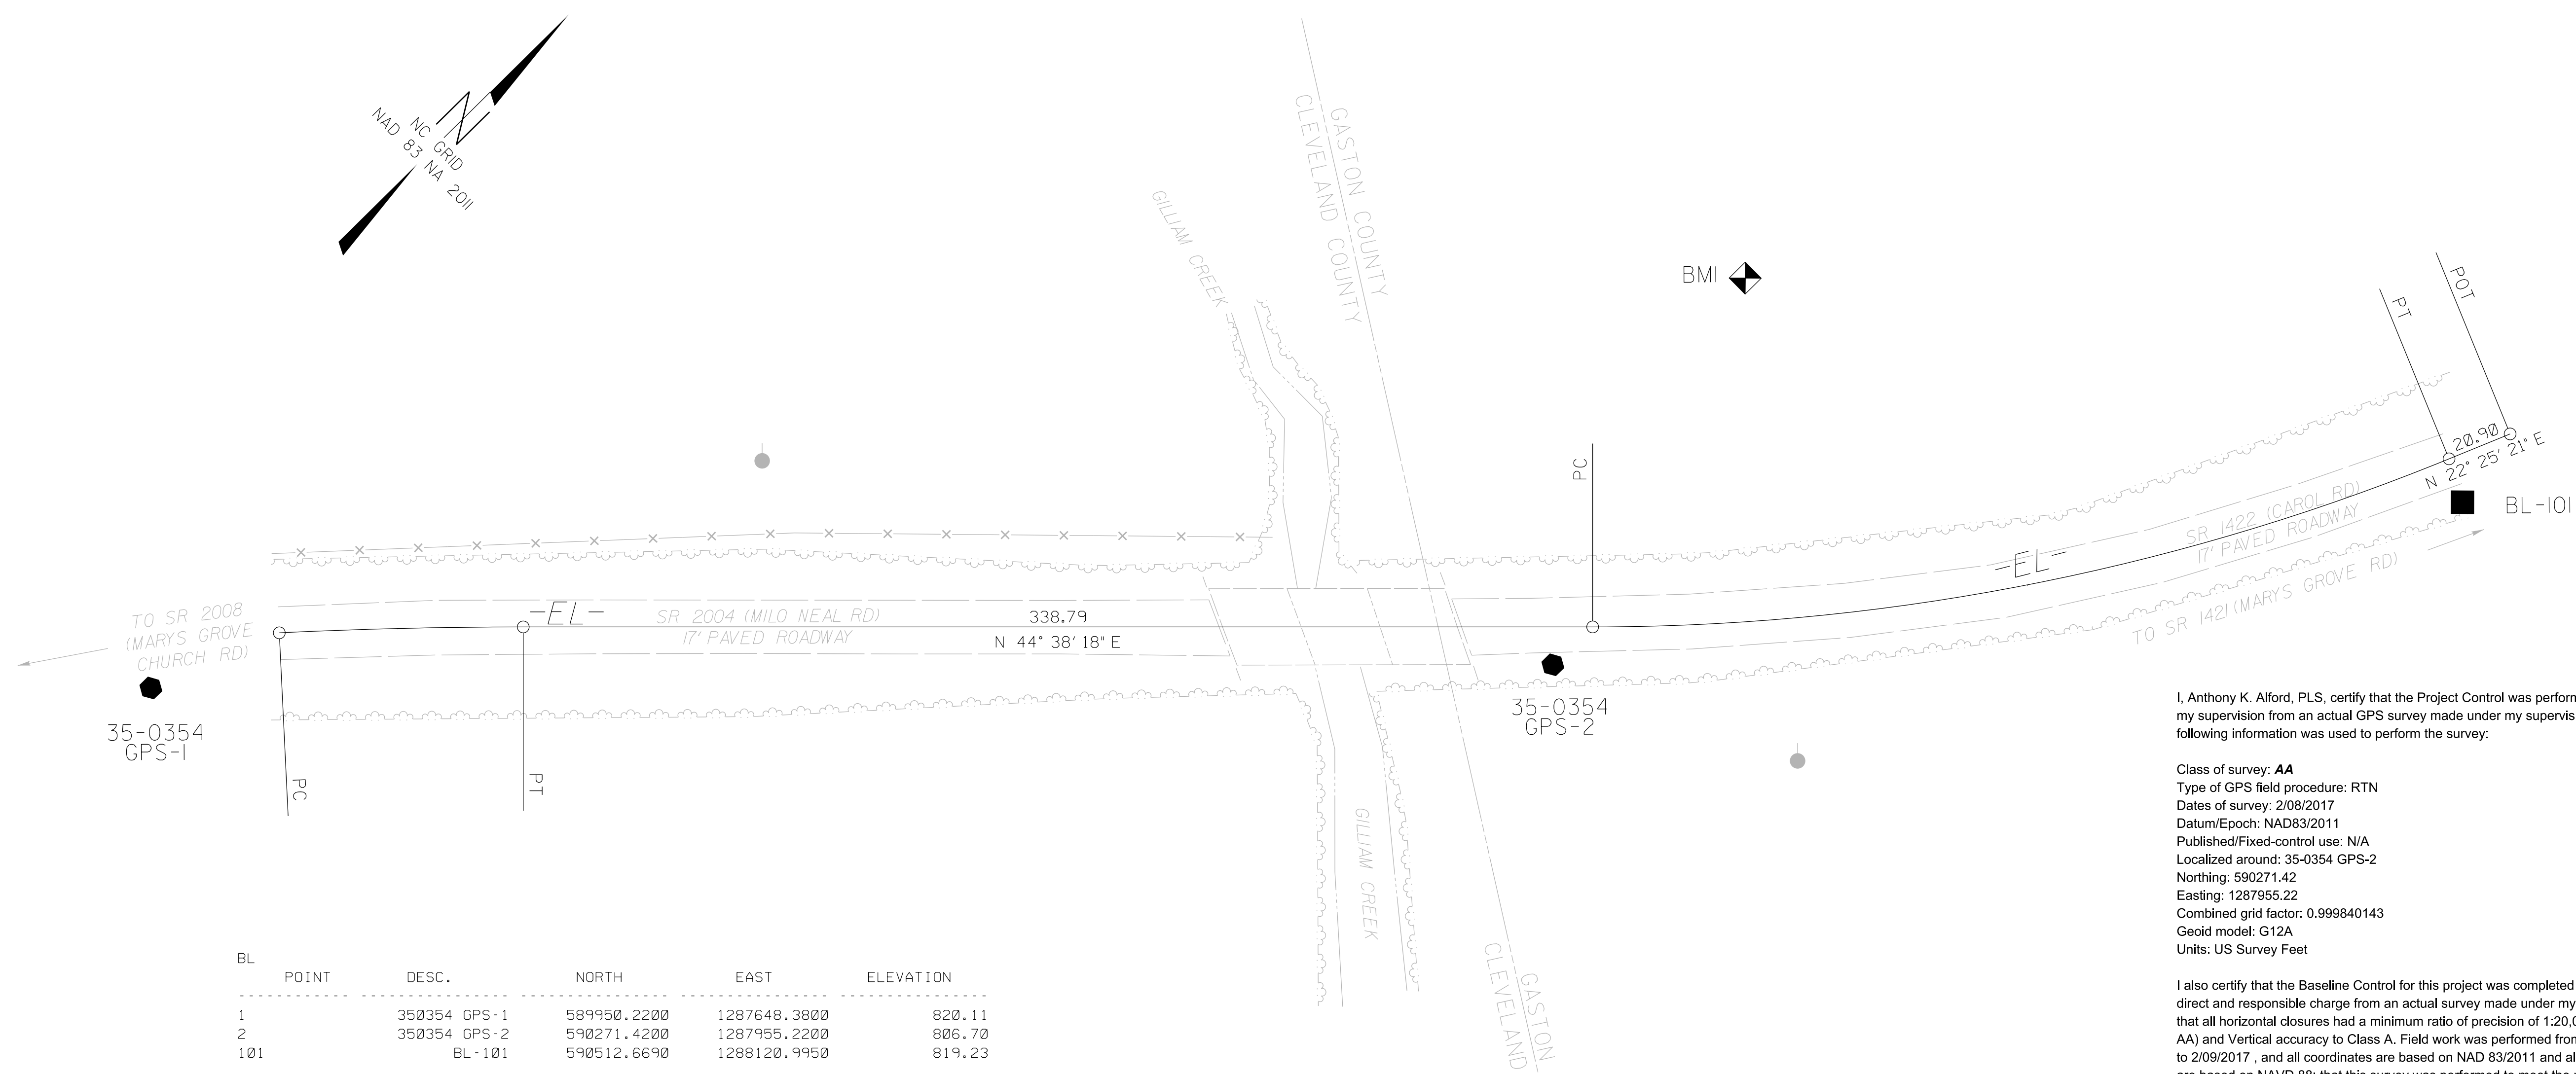 NC GRID
NAD 83 NA 2011
GILLIAM CREEK
GASTON COUNTY
CLEVELAND COUNTY
BM1
PT
POT
PC
20.90
N 22° 25' 21" E
BL-101
SR 1422 (CAROL RD)
17' PAVED ROADWAY
-EL-
TO SR 1421 (MARYS GROVE RD)
TO SR 2008
(MARYS GROVE
CHURCH RD)
-EL-
SR 2004 (MILO NEAL RD)
17' PAVED ROADWAY
338.79
N 44° 38' 18" E
35-0354
GPS-1
35-0354
GPS-2
PC
PT
GILLIAM CREEK
GASTON
CLEVELAND
I, Anthony K. Alford, PLS, certify that the Project Control was
my supervision from an actual GPS survey made under my
following information was used to perform the survey:
Class of survey: AA
Type of GPS field procedure: RTN
Dates of survey: 2/08/2017
Datum/Epoch: NAD83/2011
Published/Fixed-control use: N/A
Localized around: 35-0354 GPS-2
Northing: 590271.42
Easting: 1287955.22
Combined grid factor: 0.999840143
Geoid model: G12A
Units: US Survey Feet
I also certify that the Baseline Control for this project was completed
direct and responsible charge from an actual survey made under my
that all horizontal closures had a minimum ratio of precision of
AA) and Vertical accuracy to Class A. Field work was performed
to 2/09/2017 , and all coordinates are based on NAD 83/2011 and
BL
POINT DESC. NORTH EAST ELEVATION
1 350354 GPS-1 589950.2200 1287648.3800 820.11
2 350354 GPS-2 590271.4200 1287955.2200 806.70
101 BL-101 590512.6690 1288120.9950 819.23